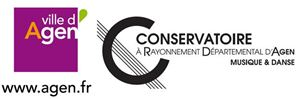 ville d'
Agen
www.agen.fr
CONSERVATOIRE
À RAYONNEMENT DÉPARTEMENTAL D'AGEN
MUSIQUE & DANSE